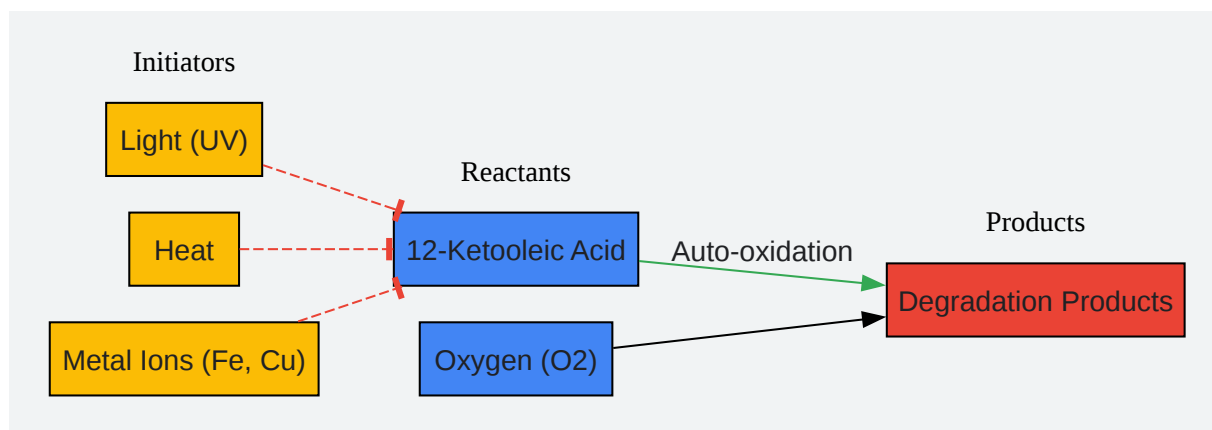 Initiators
Light (UV)
Heat
Metal Ions (Fe, Cu)
Reactants
12-Ketooleic Acid
Oxygen (O2)
Auto-oxidation
Products
Degradation Products